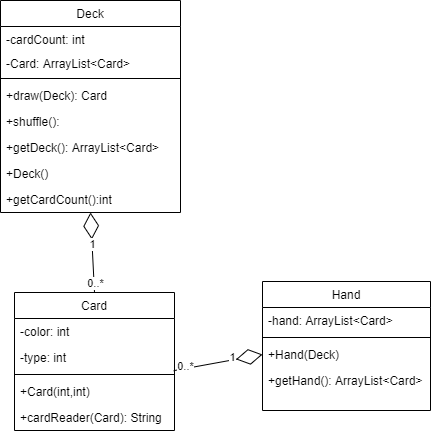 Deck
-cardCount: int
-Card: ArrayList<Card>
+draw(Deck): Card
+shuffle():
+getDeck(): ArrayList<Card>
+Deck()
+getCardCount():int
1
0..*
Card
-color: int
-type: int
+Card(int,int)
+cardReader(Card): String
0..*
1
Hand
-hand: ArrayList<Card>
+Hand(Deck)
+getHand(): ArrayList<Card>